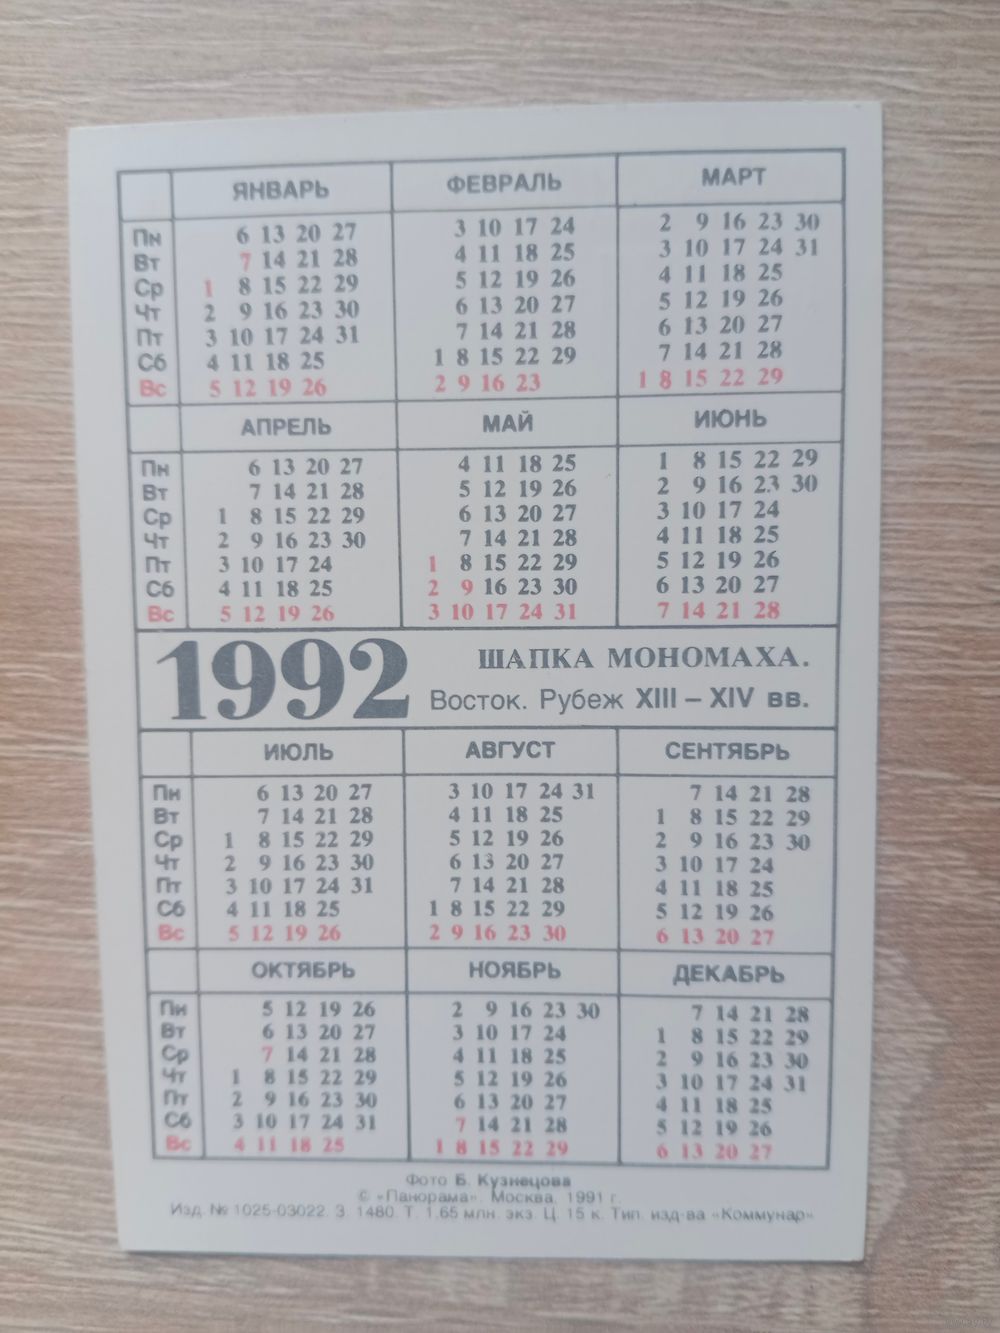 ЯНВАРЬ ФЕВРАЛЬ МАРТ
Пн 6 13 20 27 3 10 17 24 2 9 16 23 30
Вт 7 14 21 28 4 11 18 25 3 10 17 24 31
Ср 1 8 15 22 29 5 12 19 26 4 11 18 25
Чт 2 9 16 23 30 6 13 20 27 5 12 19 26
Пт 3 10 17 24 31 7 14 21 28 6 13 20 27
Сб 4 11 18 25 1 8 15 22 29 7 14 21 28
Вс 5 12 19 26 2 9 16 23 1 8 15 22 29
АПРЕЛЬ МАЙ ИЮНЬ
Пн 6 13 20 27 4 11 18 25 1 8 15 22 29
Вт 7 14 21 28 5 12 19 26 2 9 16 23 30
Ср 1 8 15 22 29 6 13 20 27 3 10 17 24
Чт 2 9 16 23 30 7 14 21 28 4 11 18 25
Пт 3 10 17 24 1 8 15 22 29 5 12 19 26
Сб 4 11 18 25 2 9 16 23 30 6 13 20 27
Вс 5 12 19 26 3 10 17 24 31 7 14 21 28
1992
ШАПКА МОНОМАХА.
Восток. Рубеж XIII – XIV вв.
ИЮЛЬ АВГУСТ СЕНТЯБРЬ
Пн 6 13 20 27 3 10 17 24 31 7 14 21 28
Вт 7 14 21 28 4 11 18 25 1 8 15 22 29
Ср 1 8 15 22 29 5 12 19 26 2 9 16 23 30
Чт 2 9 16 23 30 6 13 20 27 3 10 17 24
Пт 3 10 17 24 31 7 14 21 28 4 11 18 25
Сб 4 11 18 25 1 8 15 22 29 5 12 19 26
Вс 5 12 19 26 2 9 16 23 30 6 13 20 27
ОКТЯБРЬ НОЯБРЬ ДЕКАБРЬ
Пн 5 12 19 26 2 9 16 23 30 7 14 21 28
Вт 6 13 20 27 3 10 17 24 1 8 15 22 29
Ср 7 14 21 28 4 11 18 25 2 9 16 23 30
Чт 1 8 15 22 29 5 12 19 26 3 10 17 24 31
Пт 2 9 16 23 30 6 13 20 27 4 11 18 25
Сб 3 10 17 24 31 7 14 21 28 5 12 19 26
Вс 4 11 18 25 1 8 15 22 29 6 13 20 27
Фото Б. Кузнецова
© «Панорама». Москва. 1991 г.
Изд. № 1025-03022. З. 1480. Т. 1.65 млн. экз. Ц. 15 к. Тип. изд-ва «Коммунар»